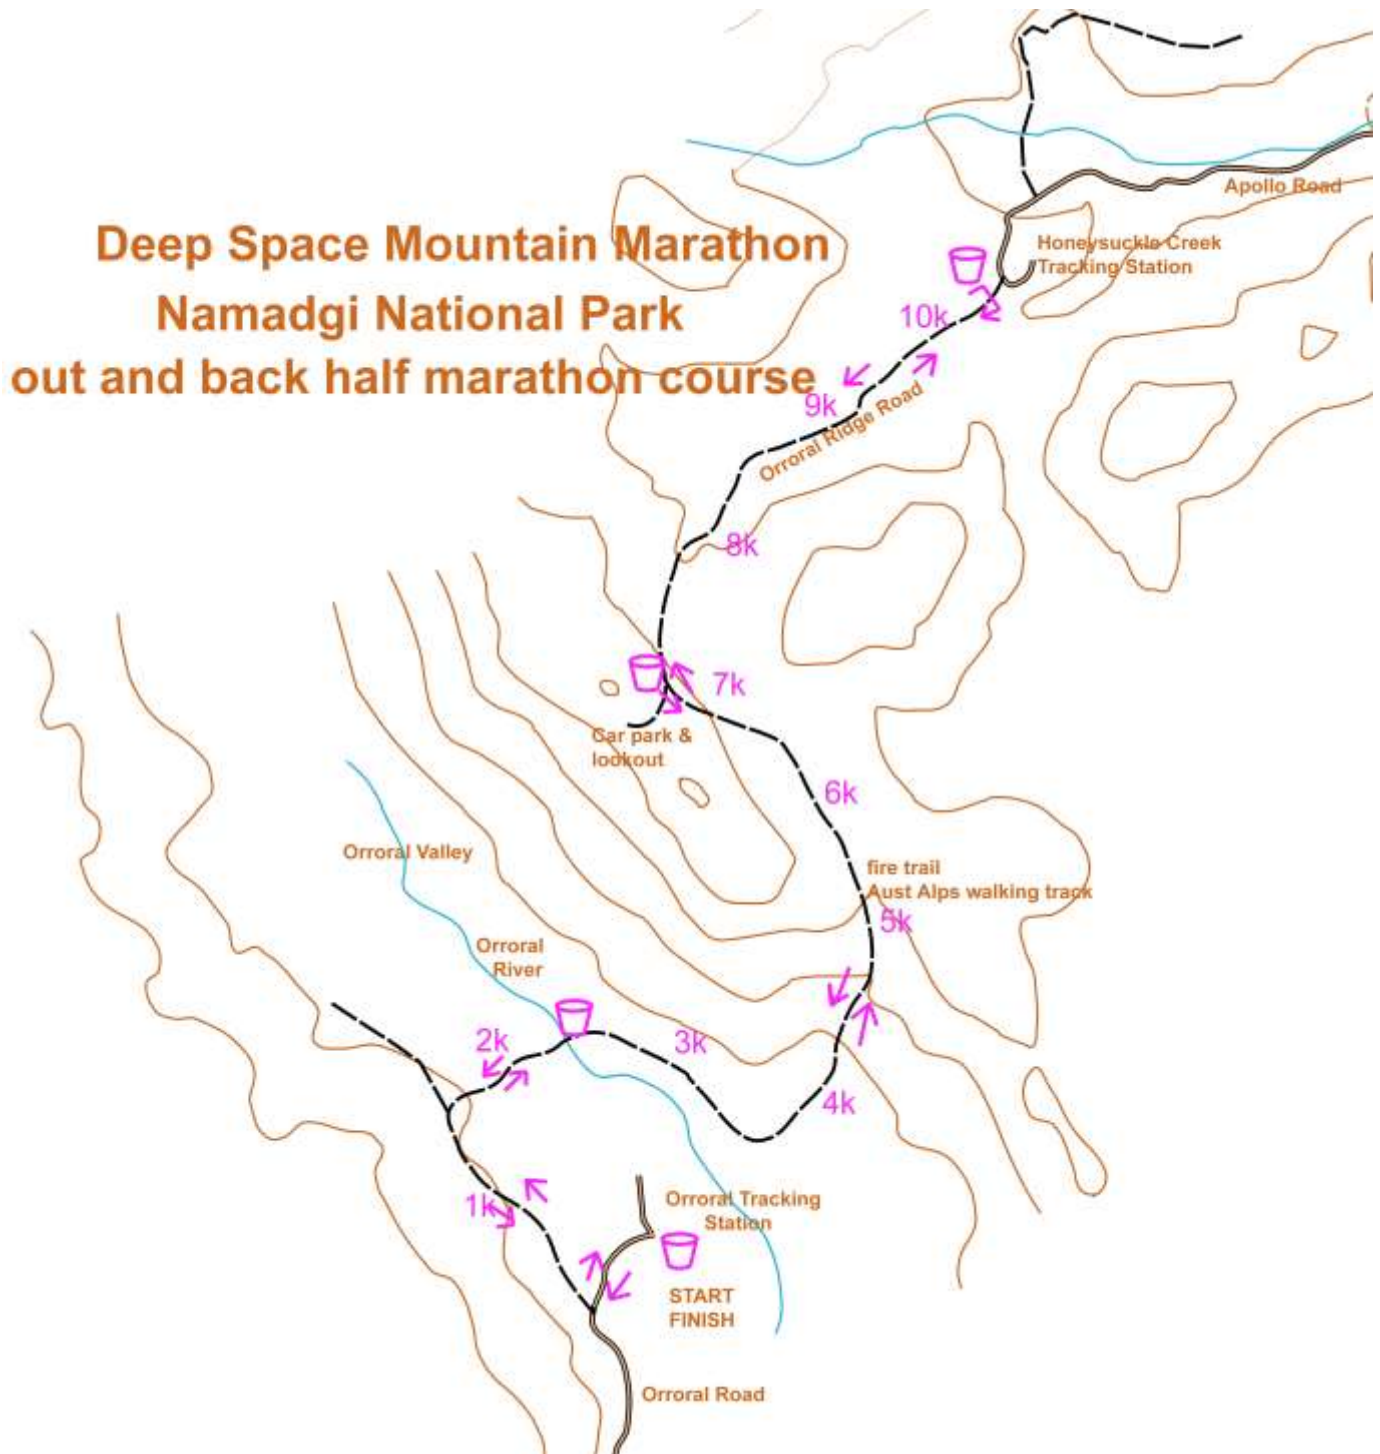 Deep Space Mountain Marathon
Namadgi National Park
out and back half marathon course
Apollo Road
Honeysuckle Creek
Tracking Station
10k
9k
Orroral Ridge Road
8k
7k
Car park &
lookout
6k
Orroral Valley
fire trail
Aust Alps walking track
5k
Orroral
River
2k
3k
4k
1k
Orroral Tracking
Station
START
FINISH
Orroral Road